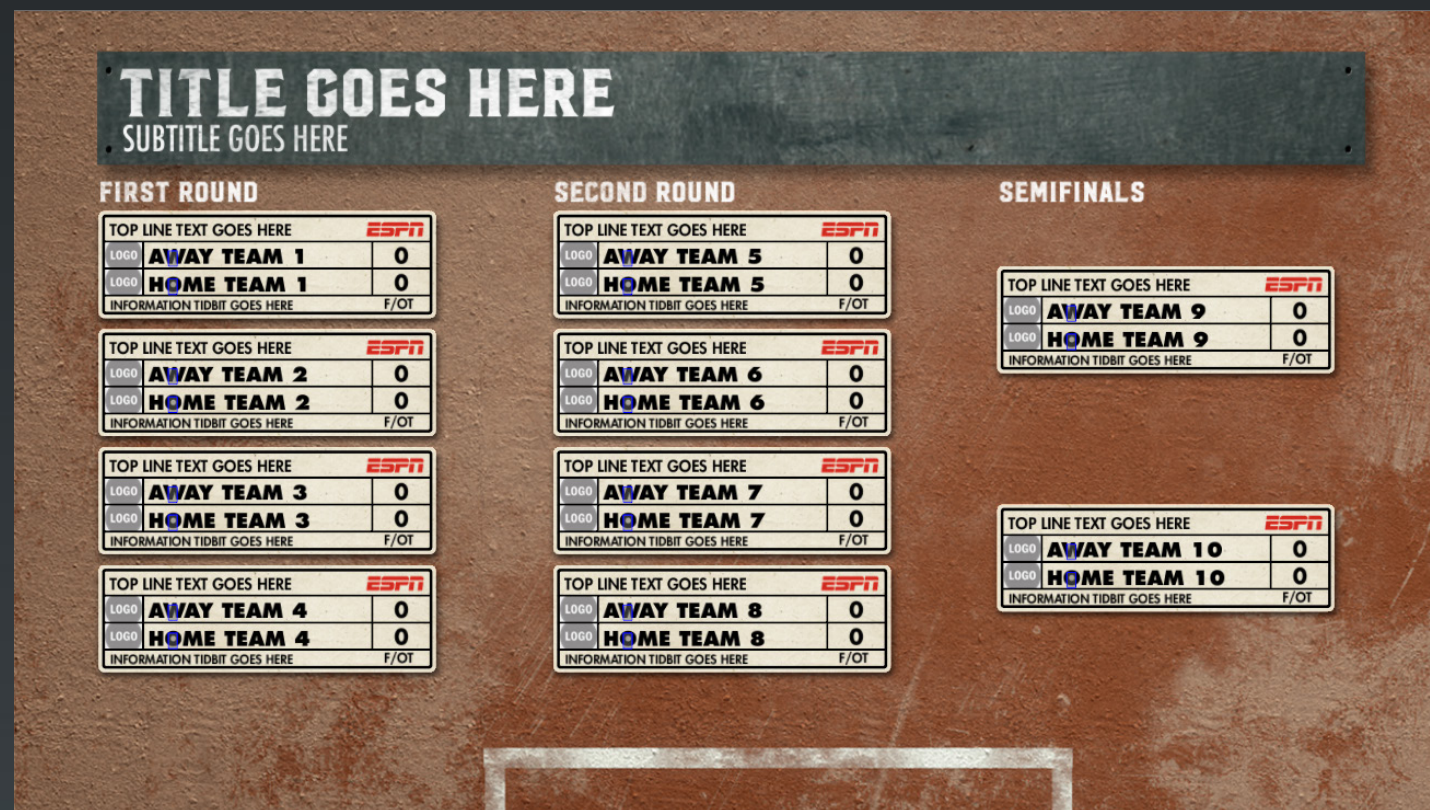 TITLE GOES HERE
SUBTITLE GOES HERE
FIRST ROUND
TOP LINE TEXT GOES HERE ESPN
LOGO AWAY TEAM 1 0
LOGO HOME TEAM 1 0
INFORMATION TIDBIT GOES HERE F/OT
TOP LINE TEXT GOES HERE ESPN
LOGO AWAY TEAM 2 0
LOGO HOME TEAM 2 0
INFORMATION TIDBIT GOES HERE F/OT
TOP LINE TEXT GOES HERE ESPN
LOGO AWAY TEAM 3 0
LOGO HOME TEAM 3 0
INFORMATION TIDBIT GOES HERE F/OT
TOP LINE TEXT GOES HERE ESPN
LOGO AWAY TEAM 4 0
LOGO HOME TEAM 4 0
INFORMATION TIDBIT GOES HERE F/OT
SECOND ROUND
TOP LINE TEXT GOES HERE ESPN
LOGO AWAY TEAM 5 0
LOGO HOME TEAM 5 0
INFORMATION TIDBIT GOES HERE F/OT
TOP LINE TEXT GOES HERE ESPN
LOGO AWAY TEAM 6 0
LOGO HOME TEAM 6 0
INFORMATION TIDBIT GOES HERE F/OT
TOP LINE TEXT GOES HERE ESPN
LOGO AWAY TEAM 7 0
LOGO HOME TEAM 7 0
INFORMATION TIDBIT GOES HERE F/OT
TOP LINE TEXT GOES HERE ESPN
LOGO AWAY TEAM 8 0
LOGO HOME TEAM 8 0
INFORMATION TIDBIT GOES HERE F/OT
SEMIFINALS
TOP LINE TEXT GOES HERE ESPN
LOGO AWAY TEAM 9 0
LOGO HOME TEAM 9 0
INFORMATION TIDBIT GOES HERE F/OT
TOP LINE TEXT GOES HERE ESPN
LOGO AWAY TEAM 10 0
LOGO HOME TEAM 10 0
INFORMATION TIDBIT GOES HERE F/OT